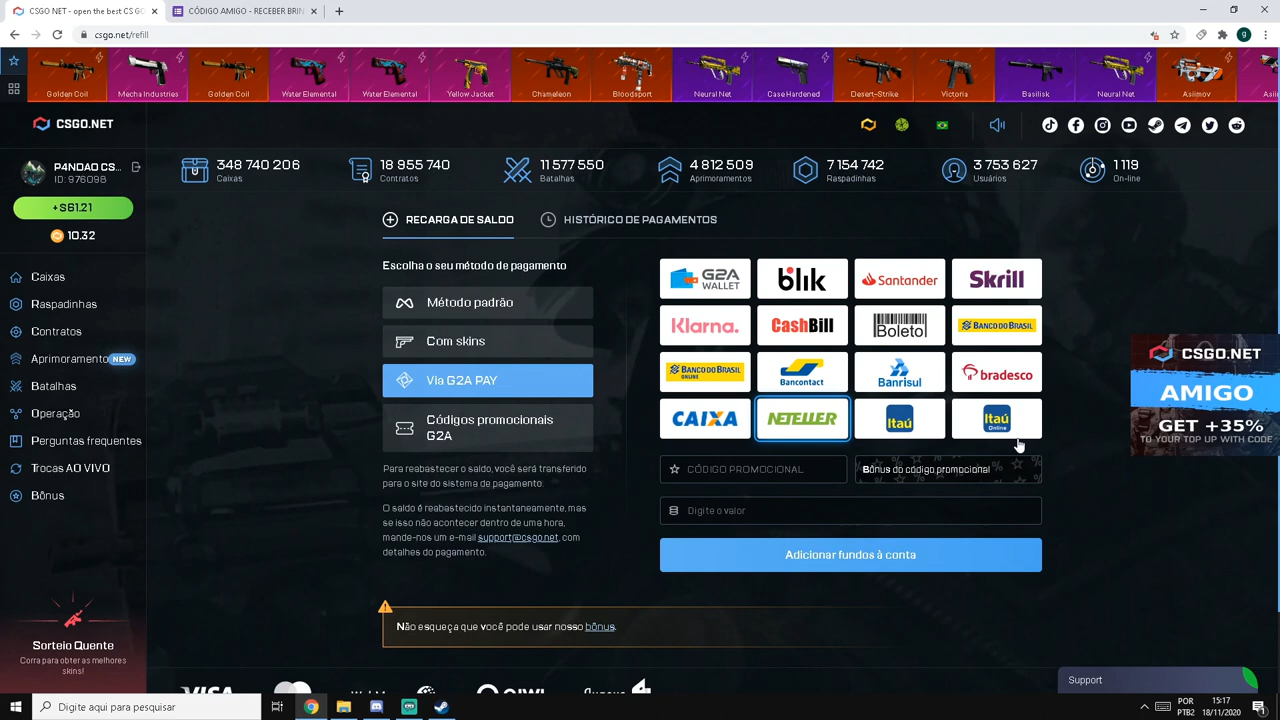 CSGO NET - open the best CS GO
CÓDIGO AMIGO - RECEBER BRIN
csgo.net/refill
g
Golden Coil
Mecha Industries
Golden Coil
Water Elemental
Water Elemental
Yellow Jacket
Chameleon
Bloodsport
Neural Net
Case Hardened
Desert-Strike
Victoria
Basilisk
Neural Net
Asiimov
Asii
CSGO.NET
P4NDAO CS...
ID: 976098
+$61.21
10.32
348 740 206
Caixas
18 955 740
Contratos
11 577 550
Batalhas
4 812 509
Aprimoramentos
7 154 742
Raspadinhas
3 753 627
Usuários
1 119
On-line
Caixas
Raspadinhas
Contratos
Aprimoramento NEW
Batalhas
Operação
Perguntas frequentes
Trocas AO VIVO
Bônus
Sorteio Quente
Corra para obter as melhores
skins!
RECARGA DE SALDO
HISTÓRICO DE PAGAMENTOS
Escolha o seu método de pagamento
Método padrão
Com skins
Via G2A PAY
Códigos promocionais
G2A
Para reabastecer o saldo, você será transferido
para o site do sistema de pagamento.
O saldo é reabastecido instantaneamente, mas
se isso não acontecer dentro de uma hora,
mande-nos um e-mail support@csgo.net, com
detalhes do pagamento.
G2A
WALLET
blik
Santander
Skrill
Klarna.
CashBill
Boleto
BANCO DO BRASIL
BANCO DO BRASIL
ONLINE
Bancontact
Banrisul
bradesco
CAIXA
NETELLER
Itaú
Itaú
Online
CÓDIGO PROMOCIONAL
Bônus do código promocional
Digite o valor
Adicionar fundos à conta
Não esqueça que você pode usar nosso bônus.
CSGO.NET
AMIGO
GET +35%
TO YOUR TOP UP WITH CODE
VISA
QIWI
Support
Digite aqui para pesquisar
POR
PTB2
15:17
18/11/2020
1